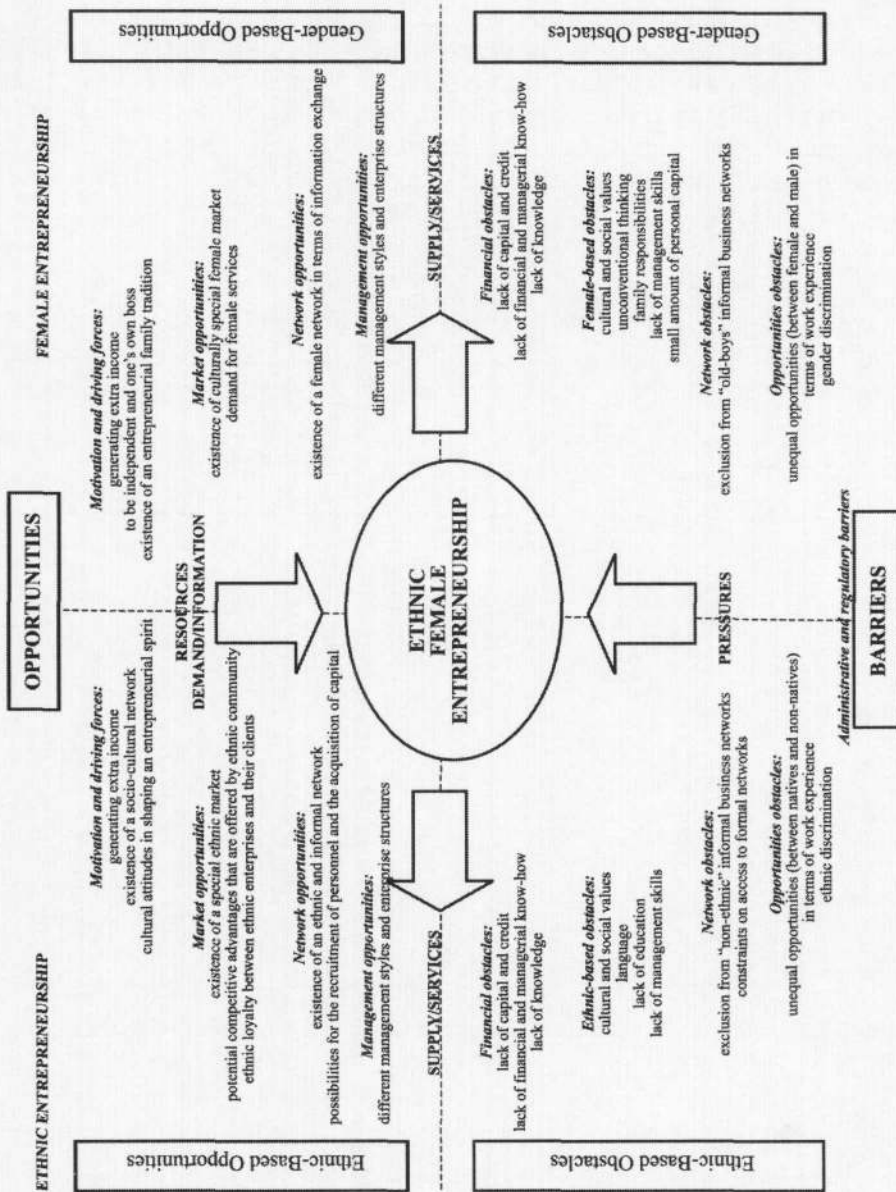 ETHNIC ENTREPRENEURSHIP
FEMALE ENTREPRENEURSHIP
OPPORTUNITIES
Ethnic-Based Opportunities
Motivation and driving forces:
generating extra income
existence of a socio-cultural network
cultural attitudes in shaping an entrepreneurial spirit
Market opportunities:
existence of a special ethnic market
potential competitive advantages that are offered by ethnic community
ethnic loyalty between ethnic enterprises and their clients
Network opportunities:
existence of an ethnic and informal network
possibilities for the recruitment of personnel and the acquisition of capital
Management opportunities:
different management styles and enterprise structures
SUPPLY/SERVICES
RESOURCES
DEMAND/INFORMATION
Motivation and driving forces:
generating extra income
to be independent and one's own boss
existence of an entrepreneurial family tradition
Market opportunities:
existence of culturally special female market
demand for female services
Network opportunities:
existence of a female network in terms of information exchange
Management opportunities:
different management styles and enterprise structures
SUPPLY/SERVICES
Gender-Based Opportunities
ETHNIC
FEMALE
ENTREPRENEURSHIP
Ethnic-Based Obstacles
Financial obstacles:
lack of capital and credit
lack of financial and managerial know-how
lack of knowledge
Ethnic-based obstacles:
cultural and social values
language
lack of education
lack of management skills
Network obstacles:
exclusion from "non-ethnic" informal business networks
constraints on access to formal networks
Opportunities obstacles:
unequal opportunities (between natives and non-natives)
in terms of work experience
ethnic discrimination
PRESSURES
Financial obstacles:
lack of capital and credit
lack of financial and managerial know-how
lack of knowledge
Female-based obstacles:
cultural and social values
unconventional thinking
family responsibilities
lack of management skills
small amount of personal capital
Network obstacles:
exclusion from "old-boys" informal business networks
Opportunities obstacles:
unequal opportunities (between female and male) in
terms of work experience
gender discrimination
Gender-Based Obstacles
Administrative and regulatory barriers
BARRIERS